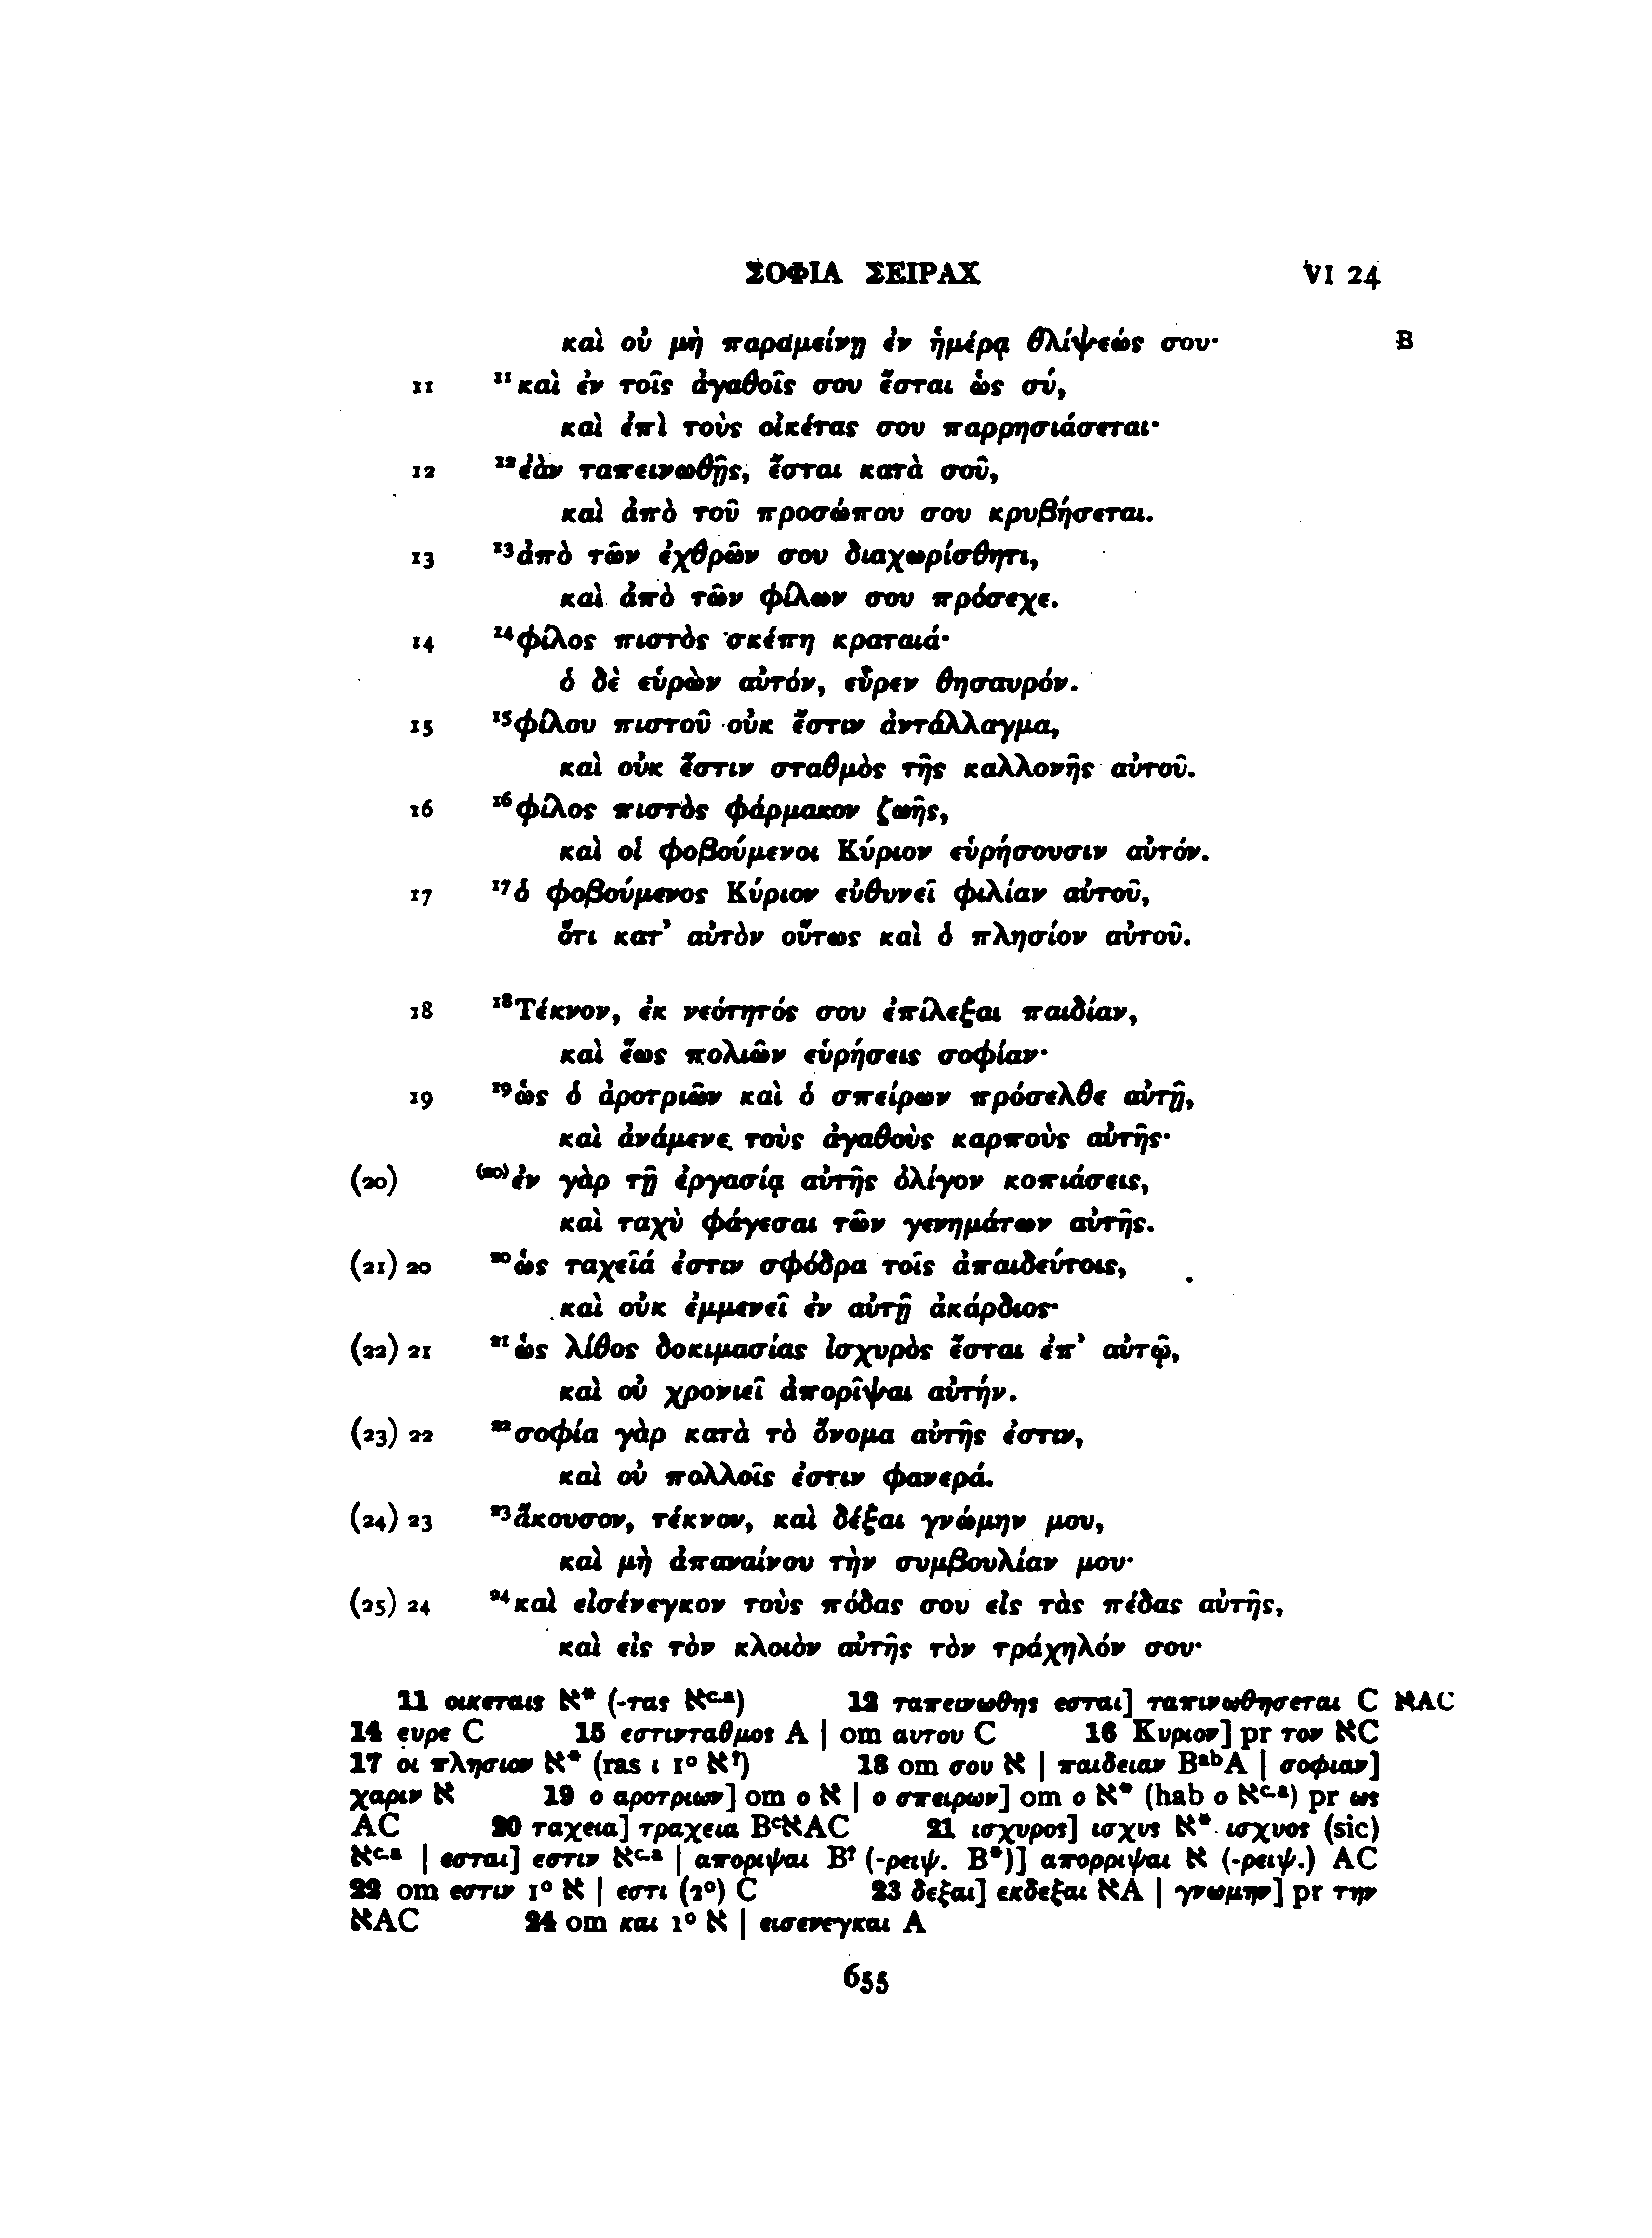 ΣΟΦΙΑ ΣΕΙΡΑΧ VI 24
καὶ οὐ μὴ παραμείνῃ ἐν ἡμέρᾳ θλίψεώς σου· B
11 ¹¹καὶ ἐν τοῖς ἀγαθοῖς σου ἔσται ὡς σύ,
καὶ ἐπὶ τοὺς οἰκέτας σου παρρησιάσεται·
12 ¹²ἐὰν ταπεινωθῇς, ἔσται κατὰ σοῦ,
καὶ ἀπὸ τοῦ προσώπου σου κρυβήσεται.
13 ¹³ἀπὸ τῶν ἐχθρῶν σου διαχωρίσθητι,
καὶ ἀπὸ τῶν φίλων σου πρόσεχε.
14 ¹⁴φίλος πιστὸς σκέπη κραταιά·
ὁ δὲ εὑρὼν αὐτόν, εὗρεν θησαυρόν.
15 ¹⁵φίλου πιστοῦ οὐκ ἔστιν ἀντάλλαγμα,
καὶ οὐκ ἔστιν σταθμὸς τῆς καλλονῆς αὐτοῦ.
16 ¹⁶φίλος πιστὸς φάρμακον ζωῆς,
καὶ οἱ φοβούμενοι Κύριον εὑρήσουσιν αὐτόν.
17 ¹⁷ὁ φοβούμενος Κύριον εὐθυνεῖ φιλίαν αὐτοῦ,
ὅτι κατ' αὐτὸν οὕτως καὶ ὁ πλησίον αὐτοῦ.
18 ¹⁸Τέκνον, ἐκ νεότητός σου ἐπίλεξαι παιδίαν,
καὶ ἕως πολιῶν εὑρήσεις σοφίαν·
19 ¹⁹ὡς ὁ ἀροτριῶν καὶ ὁ σπείρων πρόσελθε αὐτῇ,
καὶ ἀνάμενε τοὺς ἀγαθοὺς καρποὺς αὐτῆς·
(20) ⁽²⁰⁾ἐν γὰρ τῇ ἐργασίᾳ αὐτῆς ὀλίγον κοπιάσεις,
καὶ ταχὺ φάγεσαι τῶν γενημάτων αὐτῆς.
(21) 20 ²⁰ὡς ταχεῖά ἐστιν σφόδρα τοῖς ἀπαιδεύτοις,
καὶ οὐκ ἐμμενεῖ ἐν αὐτῇ ἀκάρδιος·
(22) 21 ²¹ὡς λίθος δοκιμασίας ἰσχυρὸς ἔσται ἐπ' αὐτῷ,
καὶ οὐ χρονιεῖ ἀπορῖψαι αὐτήν.
(23) 22 ²²σοφία γὰρ κατὰ τὸ ὄνομα αὐτῆς ἐστιν,
καὶ οὐ πολλοῖς ἐστιν φανερά.
(24) 23 ²³ἄκουσον, τέκνον, καὶ δέξαι γνώμην μου,
καὶ μὴ ἀπαναίνου τὴν συμβουλίαν μου·
(25) 24 ²⁴καὶ εἰσένεγκον τοὺς πόδας σου εἰς τὰς πέδας αὐτῆς,
καὶ εἰς τὸν κλοιὸν αὐτῆς τὸν τράχηλόν σου·
11 οικεταις א* (-τας אᶜ·ᵃ) 12 ταπεινωθης εσται] ταπινωθησεται C אAC
14 ευρε C 15 εστινταθμος A | om αυτου C 16 Κυριον] pr τον אC
17 οι πλησιον א* (ras ι 1° א?) 18 om σου א | παιδειαν BᵃᵇA | σοφιαν]
χαριν א 19 ο αροτριων] om ο א | ο σπειρων] om ο א* (hab ο אᶜ·ᵃ) pr ως
AC 20 ταχεια] τραχεια BᶜאAC 21 ισχυρος] ισχυς א* ισχυος (sic)
אᶜ·ᵃ | εσται] εστιν אᶜ·ᵃ | αποριψαι B? (-ρειψ. B*)] απορριψαι א (-ρειψ.) AC
22 om εστιν 1° א | εστι (2°) C 23 δεξαι] εκδεξαι אA | γνωμην] pr την
אAC 24 om και 1° א | εισενεγκαι A
655